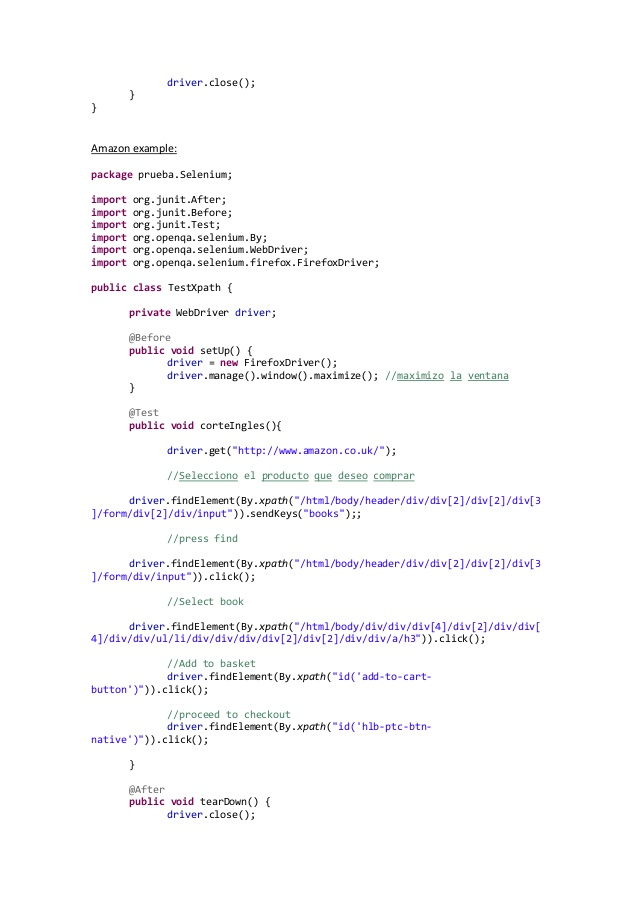 driver.close();
}
}
Amazon example:
package prueba.Selenium;
import org.junit.After;
import org.junit.Before;
import org.junit.Test;
import org.openqa.selenium.By;
import org.openqa.selenium.WebDriver;
import org.openqa.selenium.firefox.FirefoxDriver;
public class TestXpath {
private WebDriver driver;
@Before
public void setUp() {
driver = new FirefoxDriver();
driver.manage().window().maximize(); //maximizo la ventana
}
@Test
public void corteIngles(){
driver.get("http://www.amazon.co.uk/");
//Selecciono el producto que deseo comprar
driver.findElement(By.xpath("/html/body/header/div/div[2]/div[2]/div[3
]/form/div[2]/div/input")).sendKeys("books");;
//press find
driver.findElement(By.xpath("/html/body/header/div/div[2]/div[2]/div[3
]/form/div/input")).click();
//Select book
driver.findElement(By.xpath("/html/body/div/div/div[4]/div[2]/div/div[
4]/div/div/ul/li/div/div/div/div[2]/div[2]/div/div/a/h3")).click();
//Add to basket
driver.findElement(By.xpath("id('add-to-cart-
button')")).click();
//proceed to checkout
driver.findElement(By.xpath("id('hlb-ptc-btn-
native')")).click();
}
@After
public void tearDown() {
driver.close();